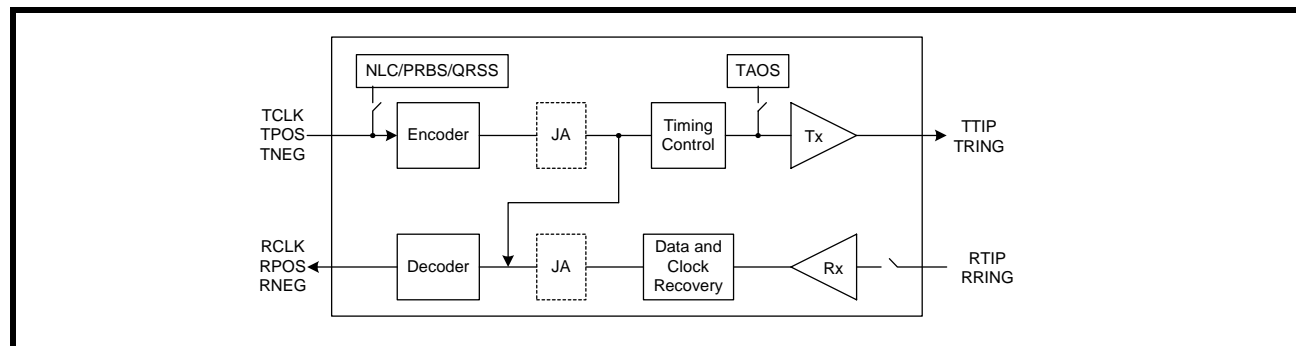 NLC/PRBS/QRSS
TAOS
TCLK
TPOS
TNEG
Encoder
JA
Timing
Control
Tx
TTIP
TRING
RCLK
RPOS
RNEG
Decoder
JA
Data and
Clock
Recovery
Rx
RTIP
RRING